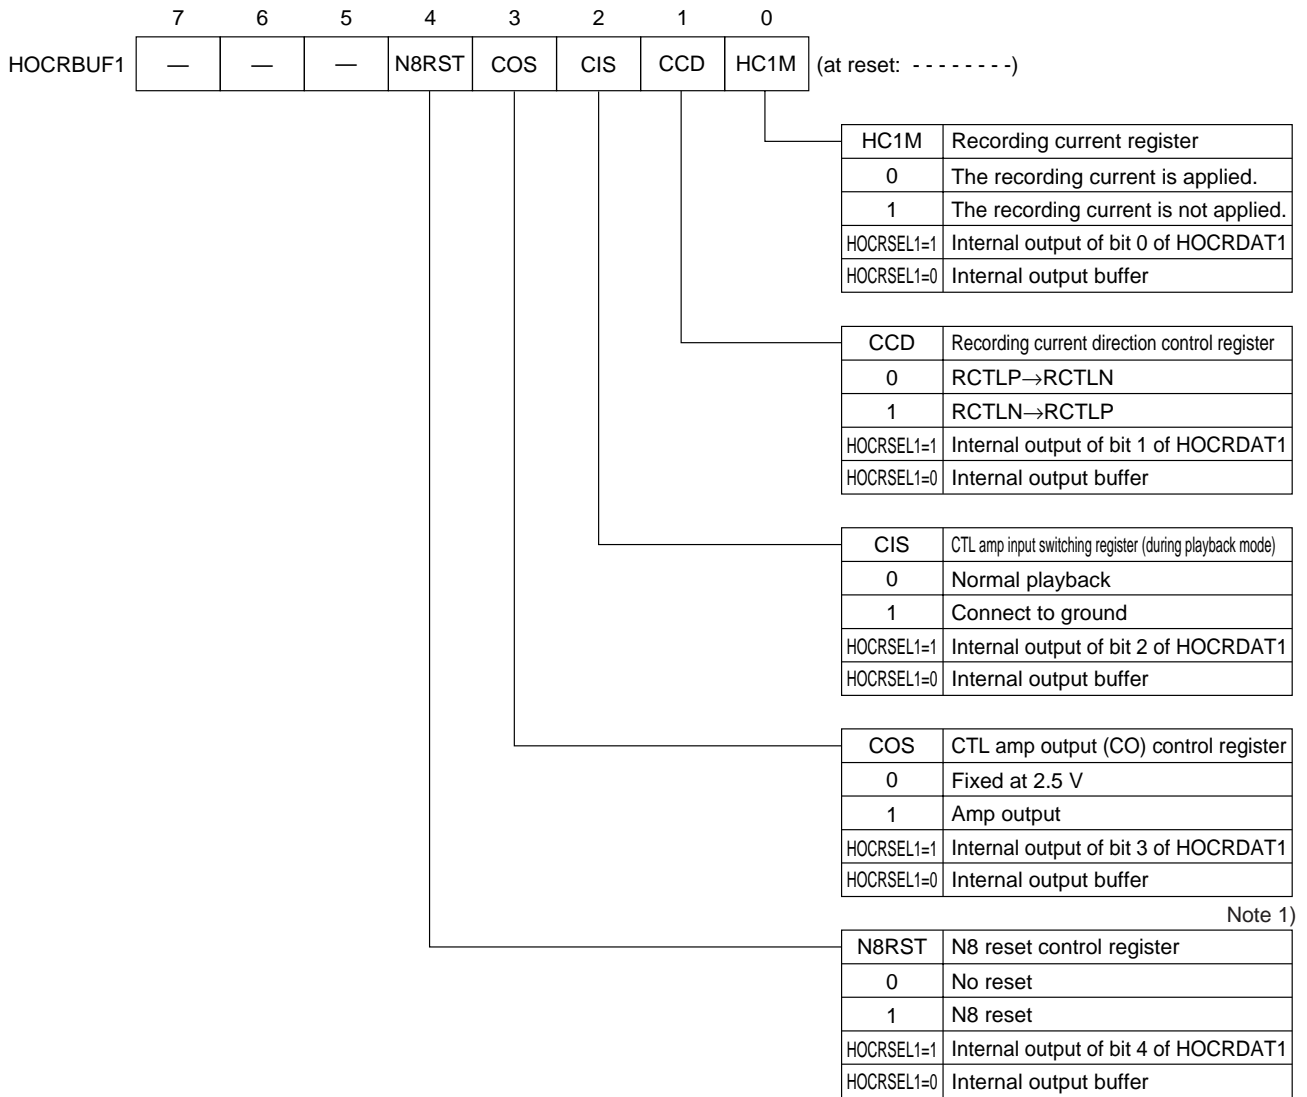 7 6 5 4 3 2 1 0
HOCRBUF1 — — — N8RST COS CIS CCD HC1M (at reset: - - - - - - - -)
HC1M Recording current register
0 The recording current is applied.
1 The recording current is not applied.
HOCRSEL1=1 Internal output of bit 0 of HOCRDAT1
HOCRSEL1=0 Internal output buffer
CCD Recording current direction control register
0 RCTLP→RCTLN
1 RCTLN→RCTLP
HOCRSEL1=1 Internal output of bit 1 of HOCRDAT1
HOCRSEL1=0 Internal output buffer
CIS CTL amp input switching register (during playback mode)
0 Normal playback
1 Connect to ground
HOCRSEL1=1 Internal output of bit 2 of HOCRDAT1
HOCRSEL1=0 Internal output buffer
COS CTL amp output (CO) control register
0 Fixed at 2.5 V
1 Amp output
HOCRSEL1=1 Internal output of bit 3 of HOCRDAT1
HOCRSEL1=0 Internal output buffer
Note 1)
N8RST N8 reset control register
0 No reset
1 N8 reset
HOCRSEL1=1 Internal output of bit 4 of HOCRDAT1
HOCRSEL1=0 Internal output buffer